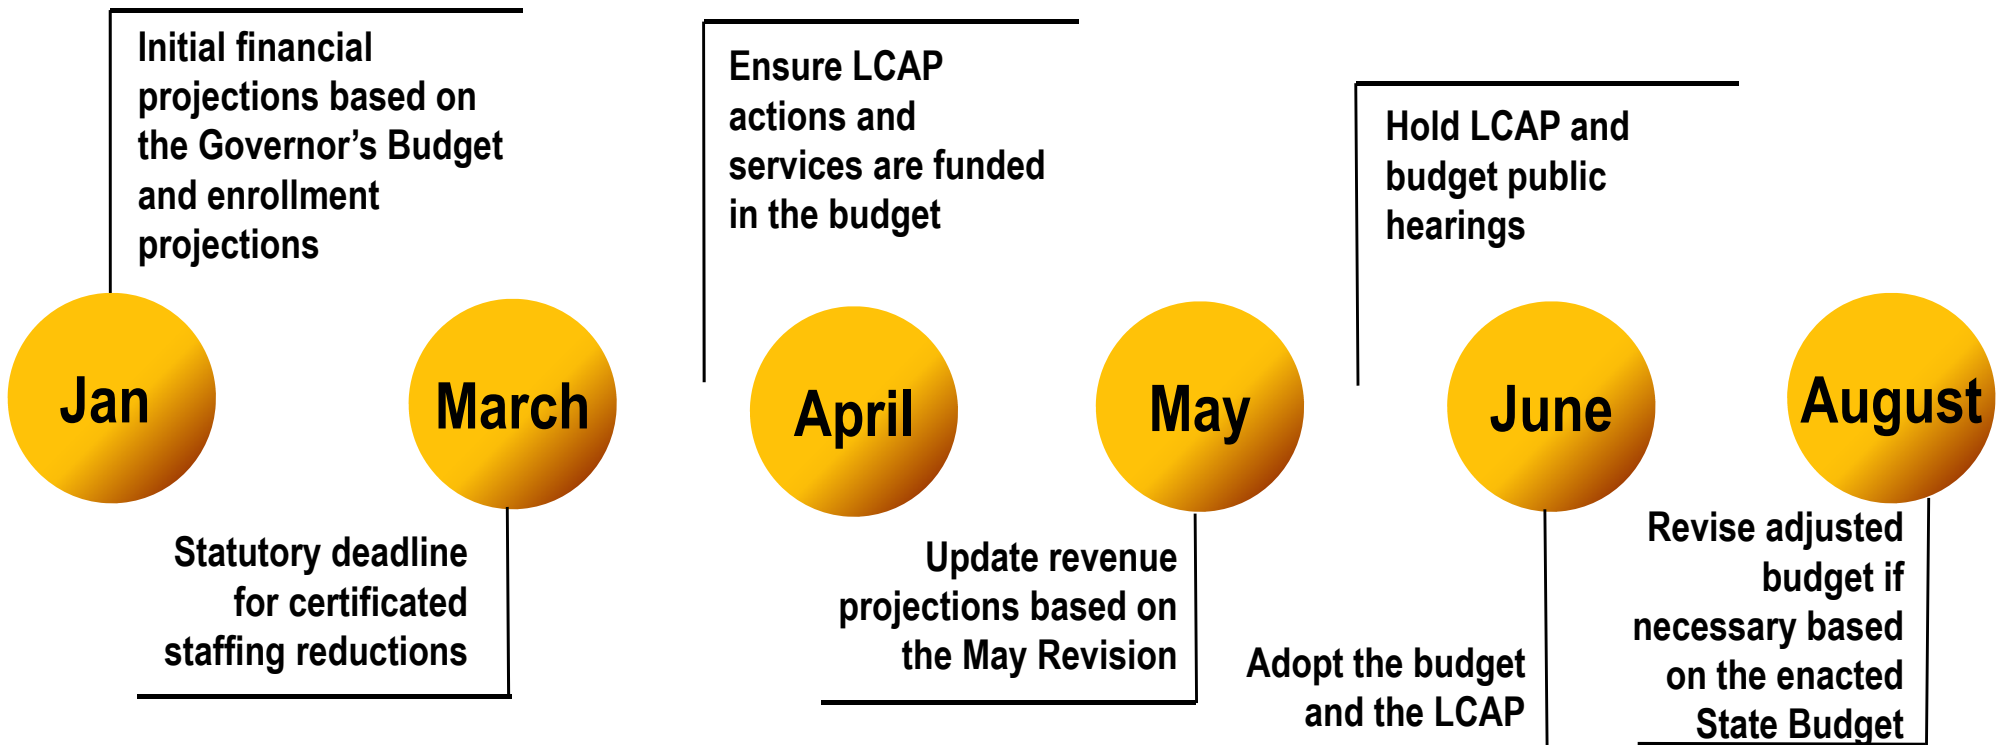 Initial financial
projections based on
the Governor’s Budget
and enrollment
projections
Ensure LCAP
actions and
services are funded
in the budget
Hold LCAP and
budget public
hearings
Jan
March
April
May
June
August
Statutory deadline
for certificated
staffing reductions
Update revenue
projections based on
the May Revision
Adopt the budget
and the LCAP
Revise adjusted
budget if
necessary based
on the enacted
State Budget